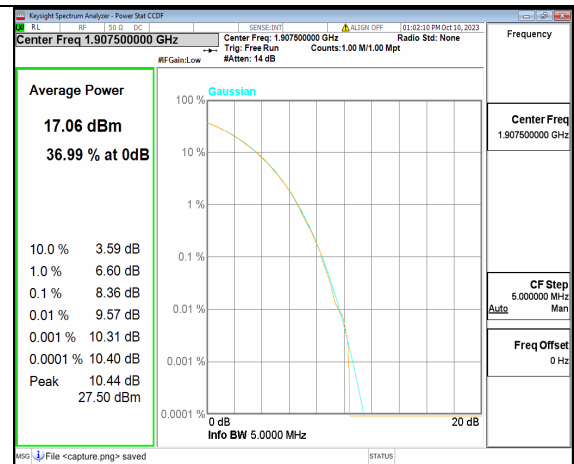 Keysight Spectrum Analyzer - Power Stat CCDF
RL RF 50 Ω DC SENSE:INT ALIGN OFF 01:02:10 PM Oct 10, 2023
Center Freq 1.907500000 GHz
Center Freq: 1.907500000 GHz Radio Std: None
Trig: Free Run Counts:1.00 M/1.00 Mpt
#IFGain:Low #Atten: 14 dB
Frequency
Average Power
17.06 dBm
36.99 % at 0dB
10.0 % 3.59 dB
1.0 % 6.60 dB
0.1 % 8.36 dB
0.01 % 9.57 dB
0.001 % 10.31 dB
0.0001 % 10.40 dB
Peak 10.44 dB
27.50 dBm
Gaussian
100 %
10 %
1 %
0.1 %
0.01 %
0.001 %
0.0001 %
0 dB 20 dB
Info BW 5.0000 MHz
Center Freq
1.907500000 GHz
CF Step
5.000000 MHz
Auto Man
Freq Offset
0 Hz
MSG File <capture.png> saved STATUS